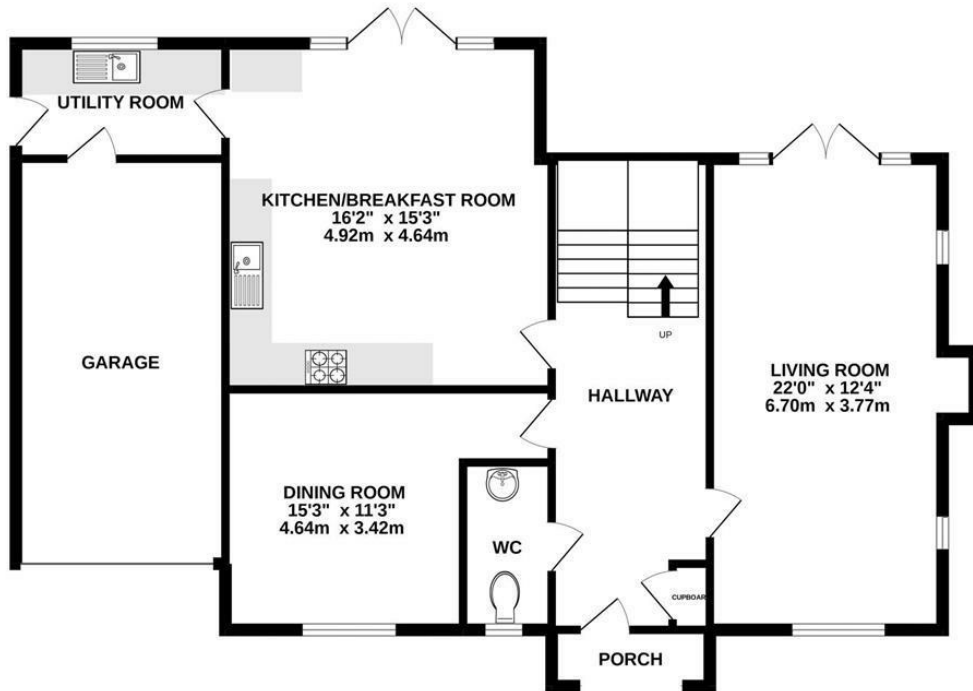 UTILITY ROOM
KITCHEN/BREAKFAST ROOM
16'2" x 15'3"
4.92m x 4.64m
UP
GARAGE
HALLWAY
LIVING ROOM
22'0" x 12'4"
6.70m x 3.77m
DINING ROOM
15'3" x 11'3"
4.64m x 3.42m
WC
CUPBOAR
PORCH